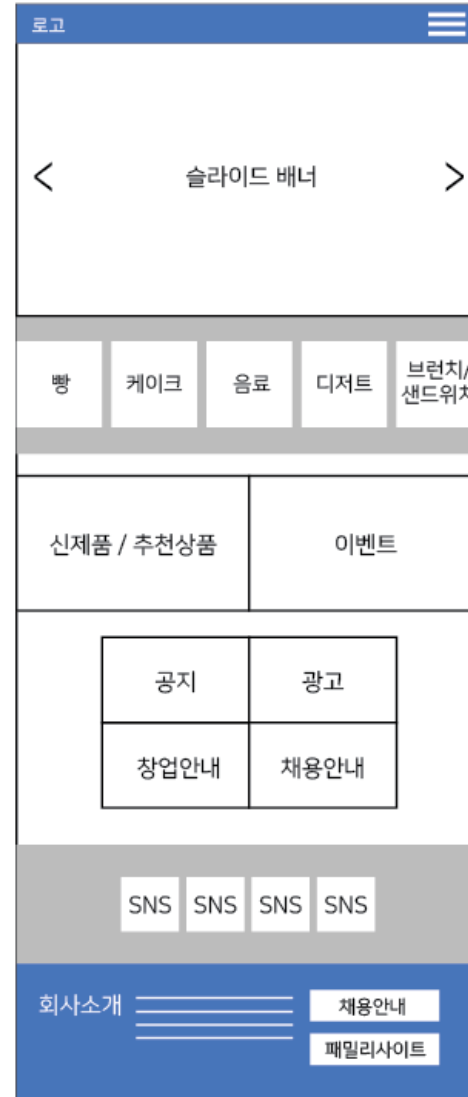 로고
< 슬라이드 배너 >
빵 케이크 음료 디저트 브런치/
샌드위치
신제품 / 추천상품 이벤트
공지 광고
창업안내 채용안내
SNS SNS SNS SNS
회사소개 채용안내
패밀리사이트